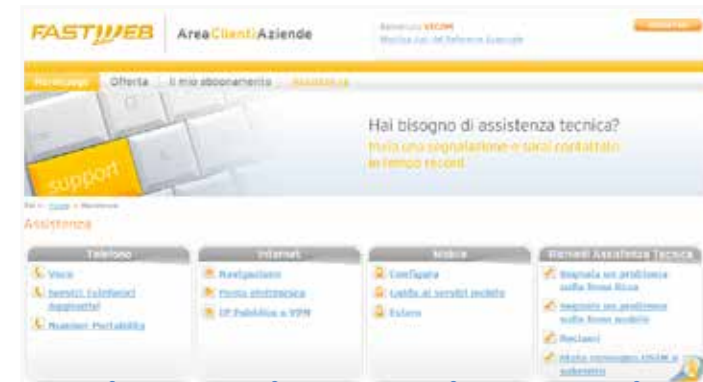 FASTWEB AreaClientiAziende
Homepage Offerta Il mio abbonamento Assistenza
Hai bisogno di assistenza tecnica?
Invia una segnalazione e sarai contattato
in tempo record
support
Assistenza
Telefono
Voce
Servizi telefonici
aggiuntivi
Number Portability
Internet
Navigazione
Posta elettronica
IP Pubblico e VPN
Mobile
Configura
Guida ai servizi mobile
Estero
Richiedi Assistenza Tecnica
Segnala un problema
sulla linea fissa
Segnala un problema
sulla linea mobile
Reclami